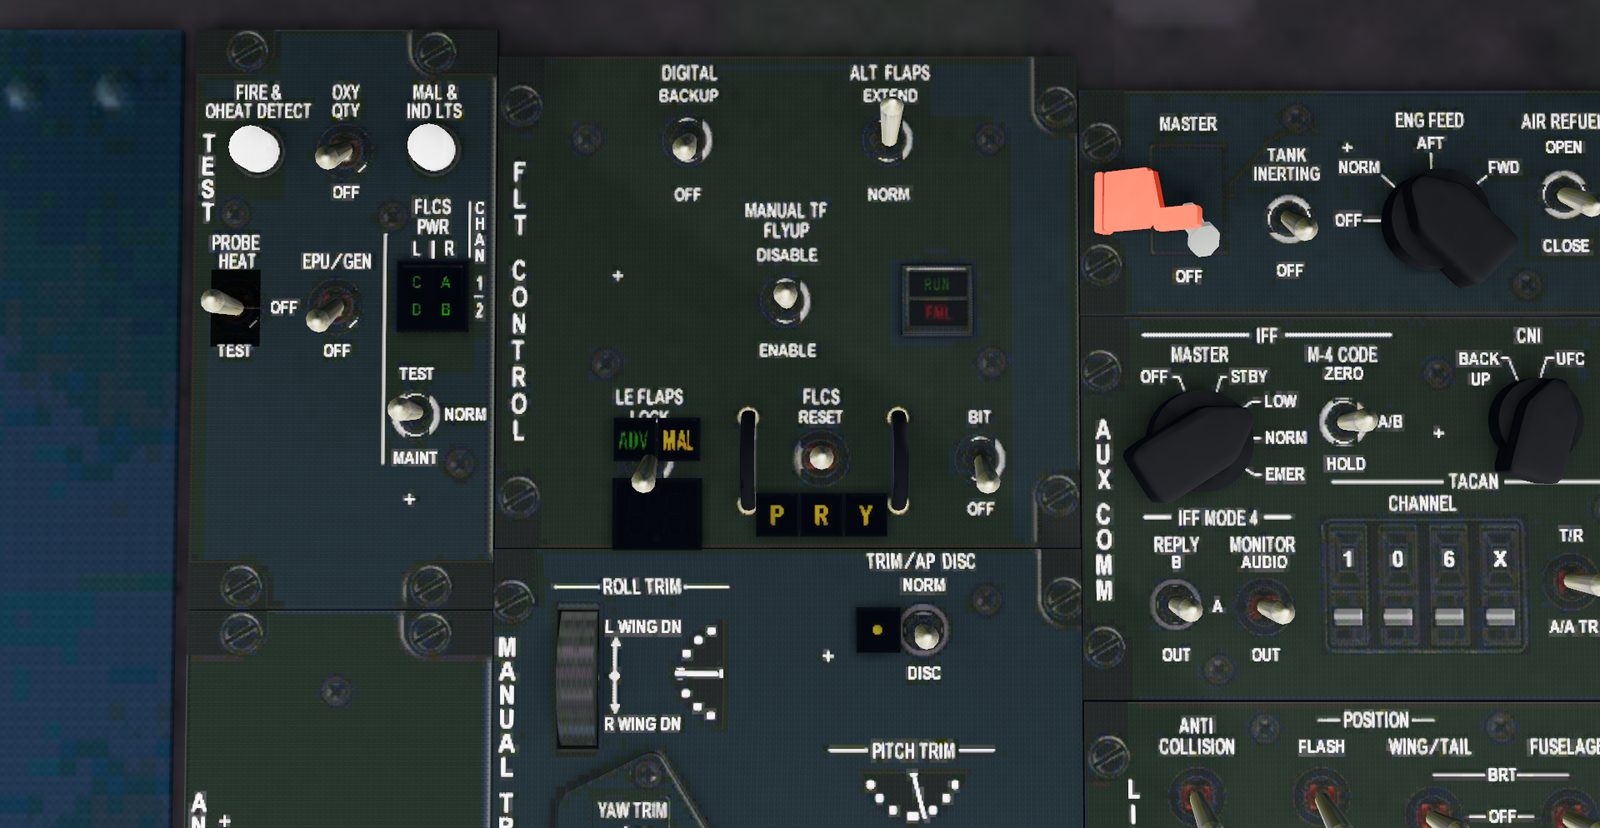 TEST
FIRE &
OHEAT DETECT
OXY
QTY
OFF
MAL &
IND LTS
PROBE
HEAT
OFF
TEST
EPU/GEN
OFF
FLCS
PWR
L R
CHAN
C A
D B
1
2
TEST
NORM
MAINT
FLT CONTROL
DIGITAL
BACKUP
OFF
ALT FLAPS
EXTEND
NORM
MANUAL TF
FLYUP
DISABLE
ENABLE
RUN
FAIL
LE FLAPS
LOCK
ADV MAL
FLCS
RESET
P R Y
BIT
OFF
ROLL TRIM
L WING DN
R WING DN
TRIM/AP DISC
NORM
DISC
PITCH TRIM
YAW TRIM
MANUAL TR
AN
MASTER
OFF
TANK
INERTING
OFF
ENG FEED
AFT
NORM
FWD
OFF
AIR REFUEL
OPEN
CLOSE
AUX COMM
IFF
MASTER
OFF
STBY
LOW
NORM
EMER
M-4 CODE
ZERO
A/B
HOLD
CNI
BACK
UP
UFC
TACAN
CHANNEL
1 0 6 X
T/R
A/A TR
IFF MODE 4
REPLY
B
A
OUT
MONITOR
AUDIO
OUT
LI
ANTI
COLLISION
POSITION
FLASH
WING/TAIL
FUSELAGE
BRT
OFF